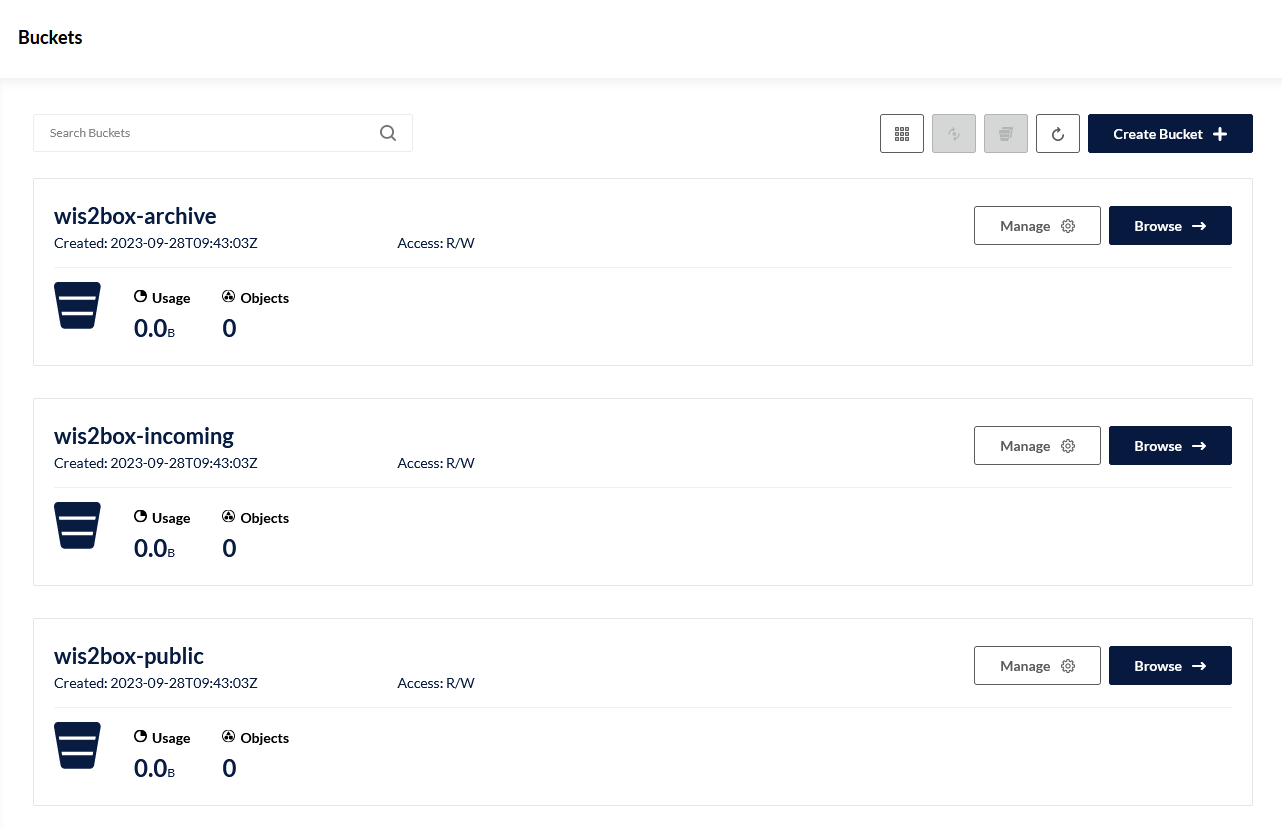 Buckets
Search Buckets
Create Bucket
wis2box-archive
Created: 2023-09-28T09:43:03Z Access: R/W
Manage Browse
Usage Objects
0.0B 0
wis2box-incoming
Created: 2023-09-28T09:43:03Z Access: R/W
Manage Browse
Usage Objects
0.0B 0
wis2box-public
Created: 2023-09-28T09:43:03Z Access: R/W
Manage Browse
Usage Objects
0.0B 0